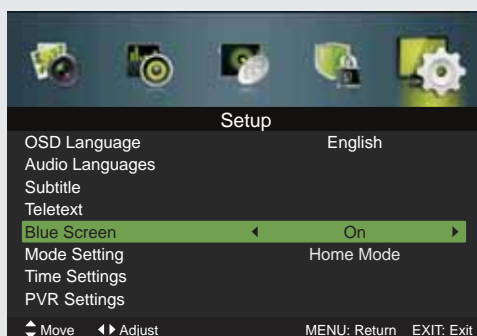 Setup
OSD Language English
Audio Languages
Subtitle
Teletext
Blue Screen On
Mode Setting Home Mode
Time Settings
PVR Settings
Move Adjust MENU: Return EXIT: Exit